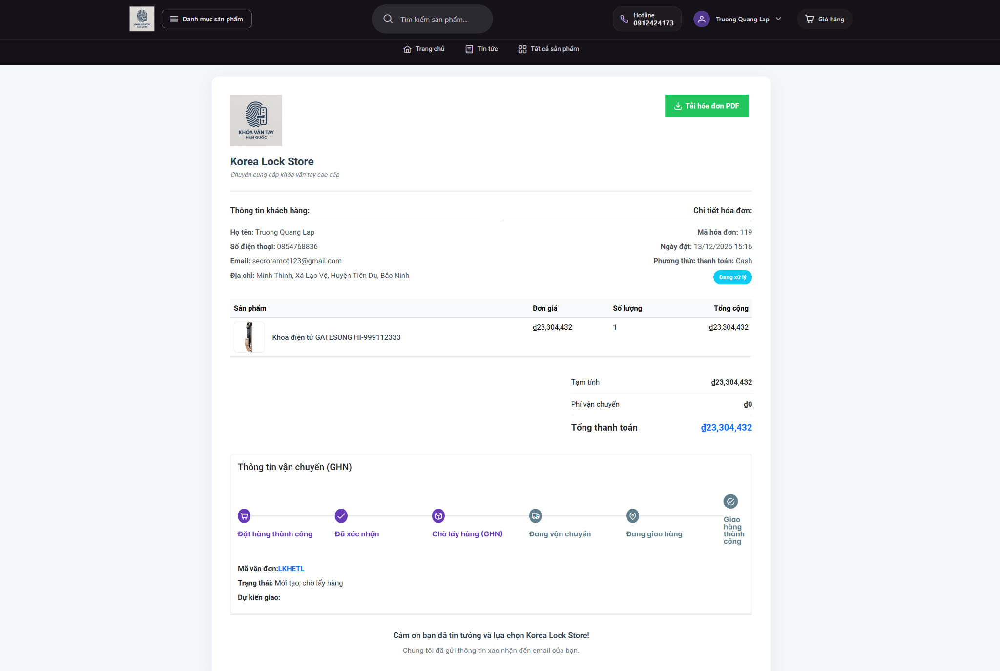 KHÓA VÂN TAY
HÀN QUỐC
Danh mục sản phẩm
Tìm kiếm sản phẩm...
Hotline
0912424173
Truong Quang Lap
Giỏ hàng
Trang chủ
Tin tức
Tất cả sản phẩm
KHÓA VÂN TAY
HÀN QUỐC
Tải hóa đơn PDF
Korea Lock Store
Chuyên cung cấp khóa vân tay cao cấp
Thông tin khách hàng:
Họ tên: Truong Quang Lap
Số điện thoại: 0854768836
Email: secroramot123@gmail.com
Địa chỉ: Minh Thinh, Xã Lạc Vệ, Huyện Tiên Du, Bắc Ninh
Chi tiết hóa đơn:
Mã hóa đơn: 119
Ngày đặt: 13/12/2025 15:16
Phương thức thanh toán: Cash
Đang xử lý
Sản phẩm Đơn giá Số lượng Tổng cộng
Khoá điện tử GATESUNG HI-999112333 ₫23,304,432 1 ₫23,304,432
Tạm tính ₫23,304,432
Phí vận chuyển ₫0
Tổng thanh toán ₫23,304,432
Thông tin vận chuyển (GHN)
Đặt hàng thành công
Đã xác nhận
Chờ lấy hàng (GHN)
Đang vận chuyển
Đang giao hàng
Giao
hàng
thành
công
Mã vận đơn:LKHETL
Trạng thái: Mới tạo, chờ lấy hàng
Dự kiến giao:
Cảm ơn bạn đã tin tưởng và lựa chọn Korea Lock Store!
Chúng tôi đã gửi thông tin xác nhận đến email của bạn.